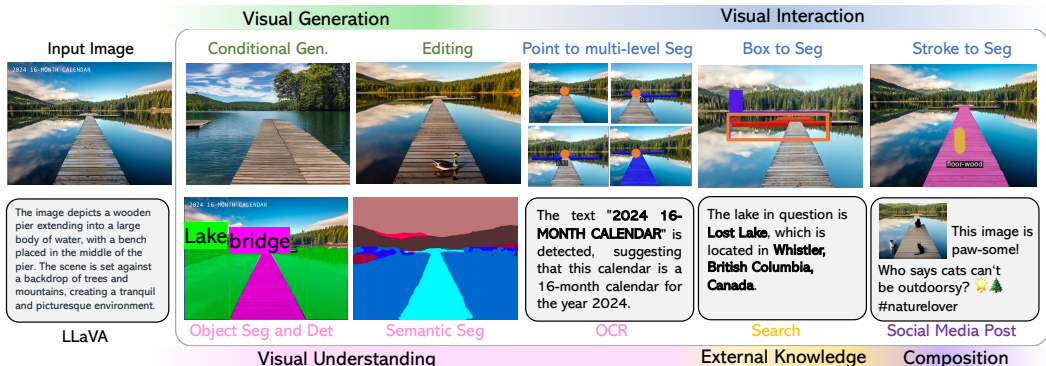 Visual Generation
Visual Interaction
Input Image
Conditional Gen.
Editing
Point to multi-level Seg
Box to Seg
Stroke to Seg
2024 16-MONTH CALENDAR
floor-wood
The image depicts a wooden
pier extending into a large
body of water, with a bench
placed in the middle of the
pier. The scene is set against
a backdrop of trees and
mountains, creating a tranquil
and picturesque environment.
LLaVA
2024 16-MONTH CALENDAR
Lake
bridge
The text "2024 16-
MONTH CALENDAR" is
detected, suggesting
that this calendar is a
16-month calendar for
the year 2024.
The lake in question is
Lost Lake, which is
located in Whistler,
British Columbia,
Canada.
This image is
paw-some!
Who says cats can't
be outdoorsy? 🌟🌲
#naturelover
Object Seg and Det
Semantic Seg
OCR
Search
Social Media Post
Visual Understanding
External Knowledge
Composition